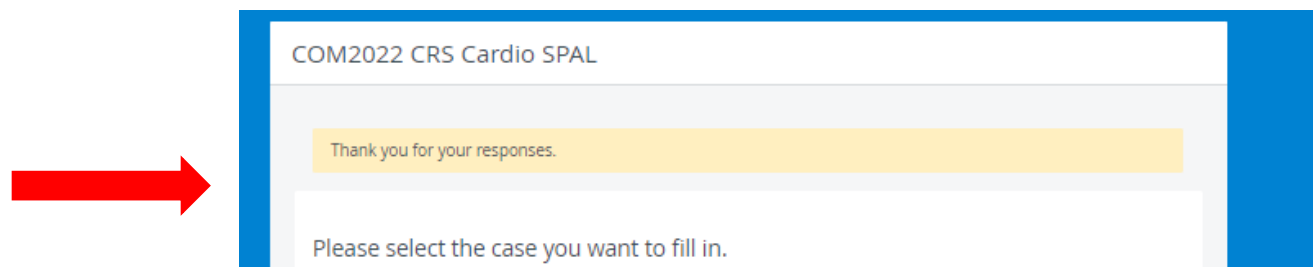 COM2022 CRS Cardio SPAL
Thank you for your responses.
Please select the case you want to fill in.